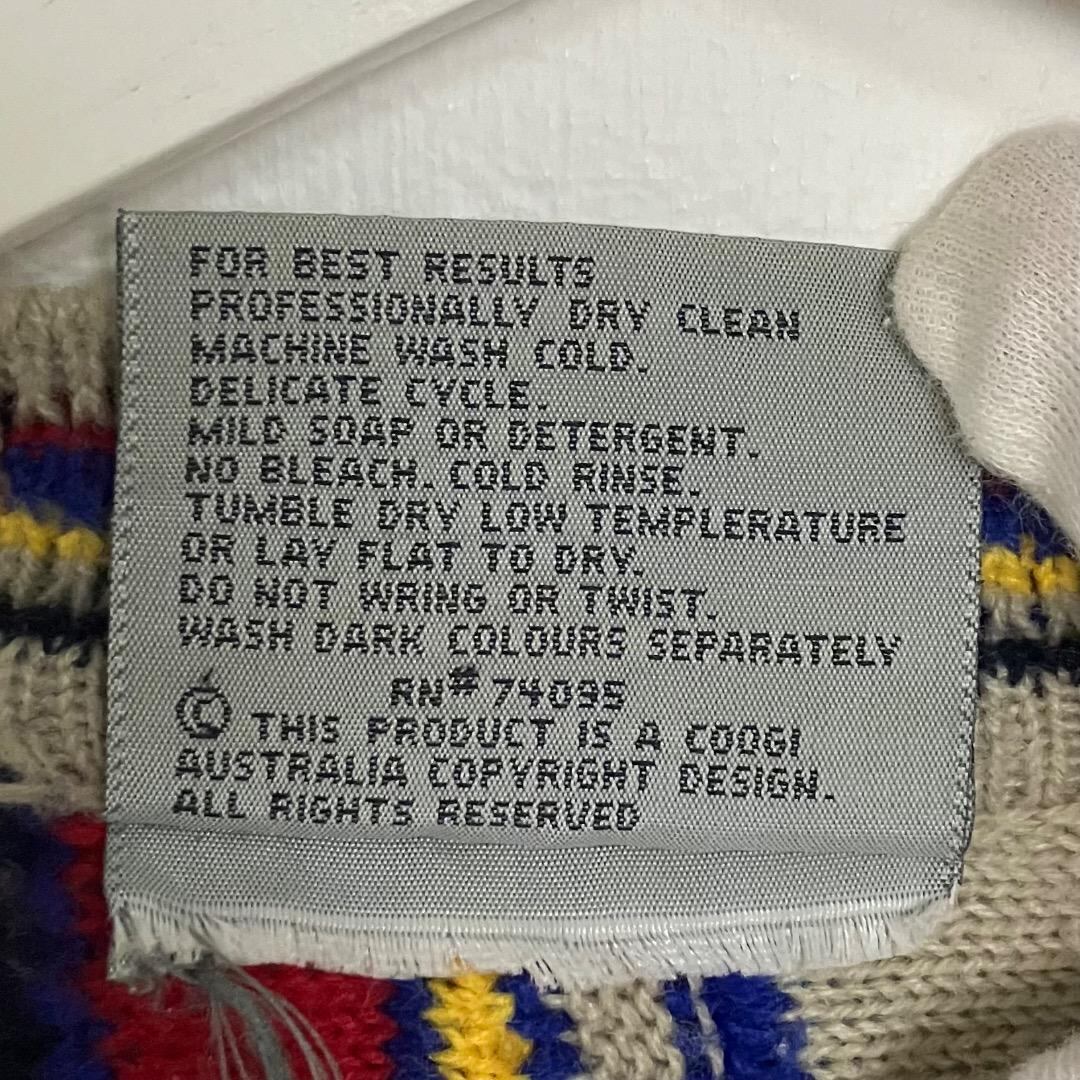 FOR BEST RESULTS
PROFESSIONALLY DRY CLEAN
MACHINE WASH COLD.
DELICATE CYCLE.
MILD SOAP OR DETERGENT.
NO BLEACH. COLD RINSE.
TUMBLE DRY LOW TEMPLERATURE
OR LAY FLAT TO DRY.
DO NOT WRING OR TWIST.
WASH DARK COLOURS SEPARATELY
RN# 74095
© THIS PRODUCT IS A COOGI
AUSTRALIA COPYRIGHT DESIGN.
ALL RIGHTS RESERVED